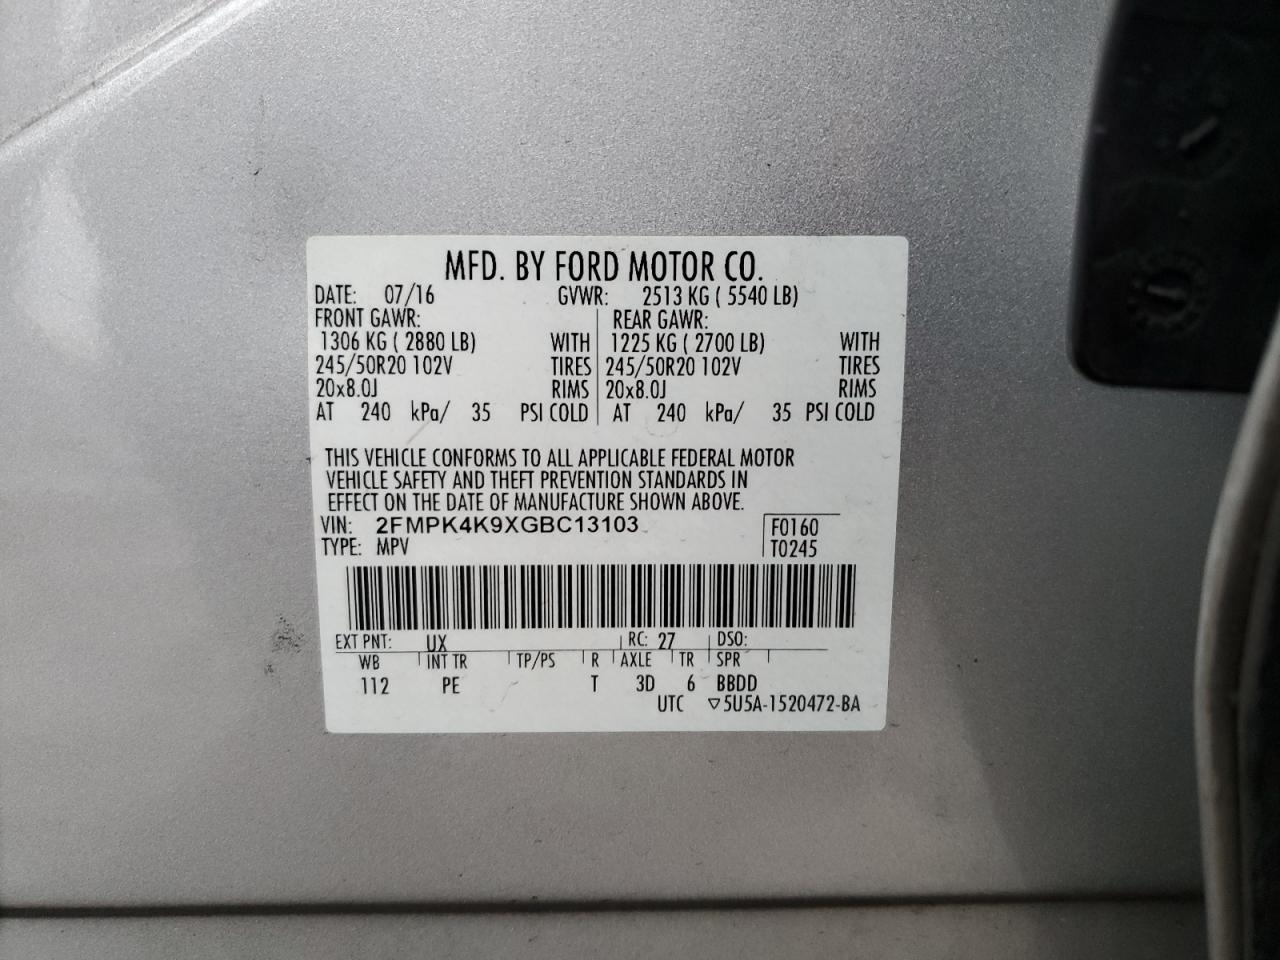 MFD. BY FORD MOTOR CO.
DATE: 07/16 GVWR: 2513 KG ( 5540 LB)
FRONT GAWR: REAR GAWR:
1306 KG ( 2880 LB) WITH 1225 KG ( 2700 LB) WITH
245/50R20 102V TIRES 245/50R20 102V TIRES
20x8.0J RIMS 20x8.0J RIMS
AT 240 kPa/ 35 PSI COLD AT 240 kPa/ 35 PSI COLD
THIS VEHICLE CONFORMS TO ALL APPLICABLE FEDERAL MOTOR
VEHICLE SAFETY AND THEFT PREVENTION STANDARDS IN
EFFECT ON THE DATE OF MANUFACTURE SHOWN ABOVE.
VIN: 2FMPK4K9XGBC13103 F0160
TYPE: MPV T0245
EXT PNT: UX RC: 27 DSO:
WB INT TR TP/PS R AXLE TR SPR
112 PE T 3D 6 BBDD
UTC ▽5U5A-1520472-BA